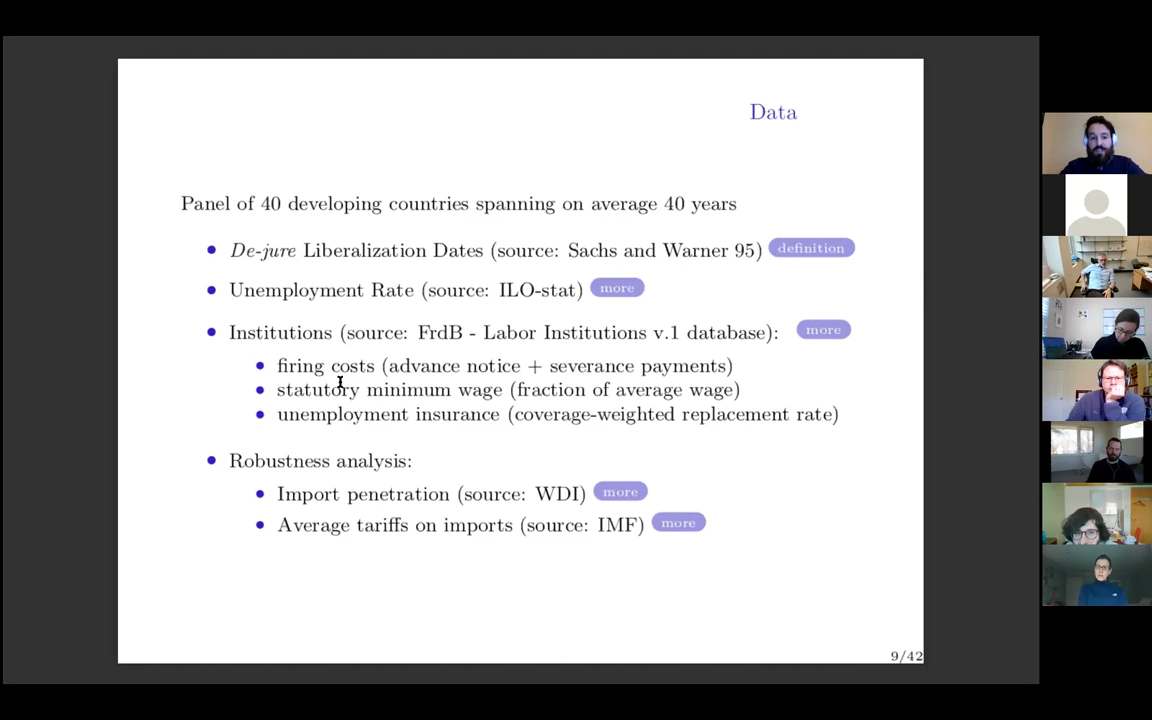 Data
Panel of 40 developing countries spanning on average 40 years
• De-jure Liberalization Dates (source: Sachs and Warner 95) definition
• Unemployment Rate (source: ILO-stat) more
• Institutions (source: FrdB - Labor Institutions v.1 database): more
• firing costs (advance notice + severance payments)
• statutory minimum wage (fraction of average wage)
• unemployment insurance (coverage-weighted replacement rate)
• Robustness analysis:
• Import penetration (source: WDI) more
• Average tariffs on imports (source: IMF) more
9/42